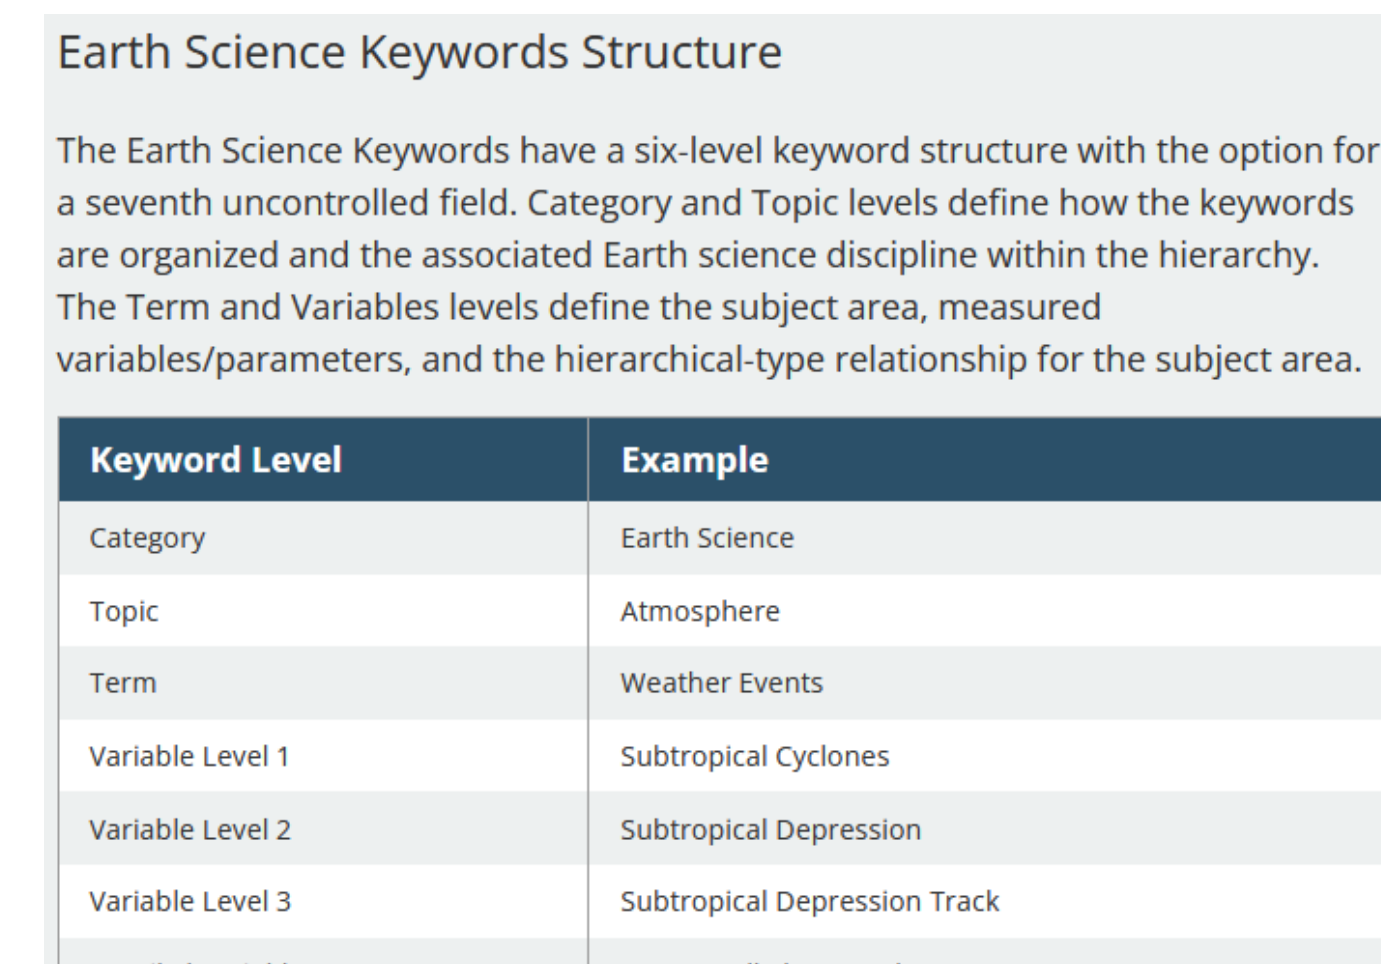 Earth Science Keywords Structure
The Earth Science Keywords have a six-level keyword structure with the option for
a seventh uncontrolled field. Category and Topic levels define how the keywords
are organized and the associated Earth science discipline within the hierarchy.
The Term and Variables levels define the subject area, measured
variables/parameters, and the hierarchical-type relationship for the subject area.
Keyword Level Example
Category Earth Science
Topic Atmosphere
Term Weather Events
Variable Level 1 Subtropical Cyclones
Variable Level 2 Subtropical Depression
Variable Level 3 Subtropical Depression Track